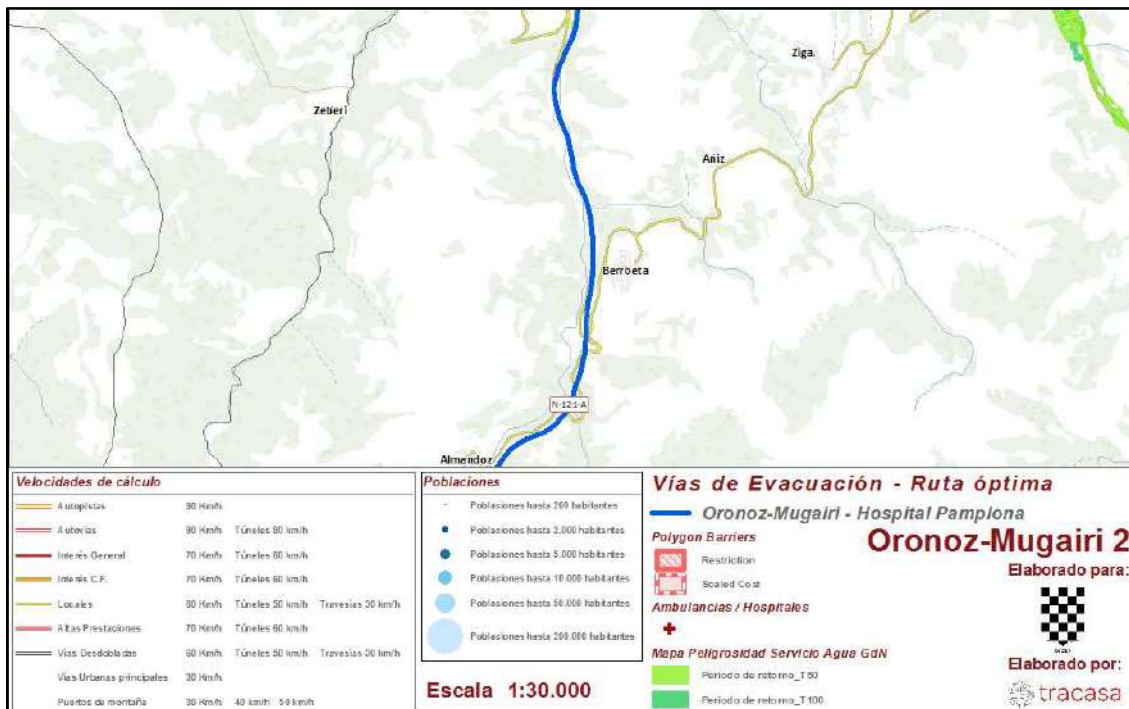 Ziga.
Zeberi
Aniz
Berroeta
N-121-A
Almandoz
Velocidades de cálculo
Autopistas 90 Km/h
Autovías 90 Km/h Túneles 80 km/h
Interés General 70 Km/h Túneles 60 km/h
Interés C.F. 70 Km/h Túneles 60 km/h
Locales 60 Km/h Túneles 50 km/h Travesías 30 km/h
Altas Prestaciones 70 Km/h Túneles 60 km/h
Vías Desdobladas 60 Km/h Túneles 50 km/h Travesías 30 km/h
Vías Urbanas principales 30 Km/h
Puertos de montaña 30 Km/h 40 km/h 50 km/h
Poblaciones
Poblaciones hasta 200 habitantes
Poblaciones hasta 2.000 habitantes
Poblaciones hasta 5.000 habitantes
Poblaciones hasta 10.000 habitantes
Poblaciones hasta 50.000 habitantes
Poblaciones hasta 200.000 habitantes
Escala 1:30.000
Vías de Evacuación - Ruta óptima
Oronoz-Mugairi - Hospital Pamplona
Polygon Barriers
Restriction
Scaled Cost
Ambulancias / Hospitales
Mapa Peligrosidad Servicio Agua GdN
Periodo de retorno_T50
Periodo de retorno_T100
Oronoz-Mugairi 2
Elaborado para:
Elaborado por:
tracasa